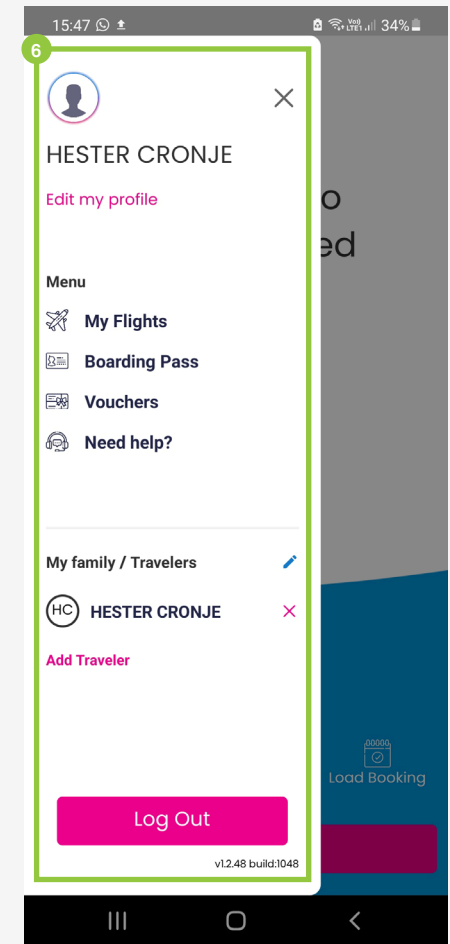 15:47 34%
6
HESTER CRONJE
Edit my profile
o
ed
Menu
My Flights
Boarding Pass
Vouchers
Need help?
My family / Travelers
HC HESTER CRONJE
Add Traveler
Load Booking
Log Out
v1.2.48 build:1048